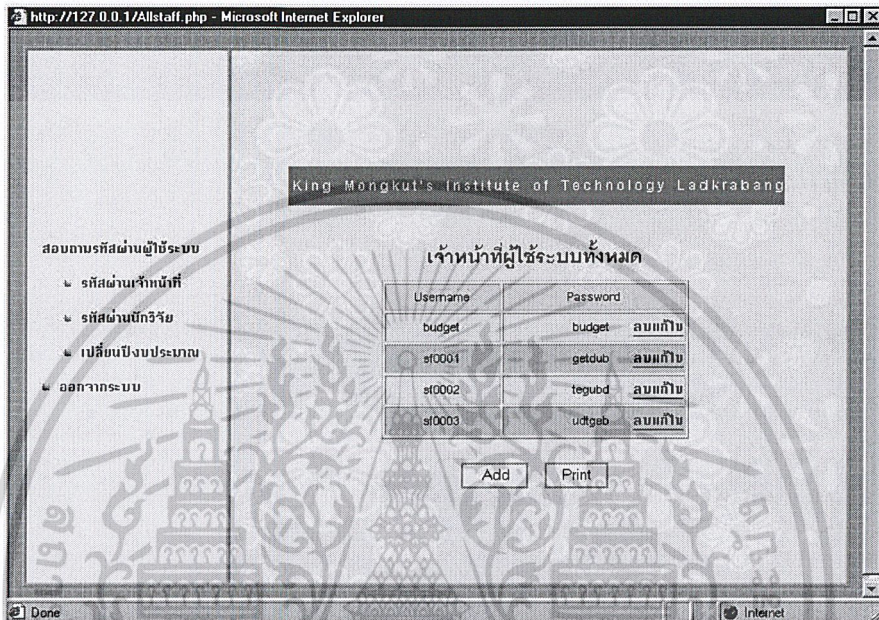 http://127.0.0.1/Allstaff.php - Microsoft Internet Explorer
King Mongkut's Institute of Technology Ladkrabang
สอบถามรหัสผ่านผู้ใช้ระบบ
รหัสผ่านเจ้าหน้าที่
รหัสผ่านนักวิจัย
เปลี่ยนปีงบประมาณ
ออกจากระบบ
เจ้าหน้าที่ผู้ใช้ระบบทั้งหมด
Username Password
budget budget ลบแก้ไข
sf0001 getdub ลบแก้ไข
sf0002 tegubd ลบแก้ไข
sf0003 udtgeb ลบแก้ไข
Add Print
Done Internet